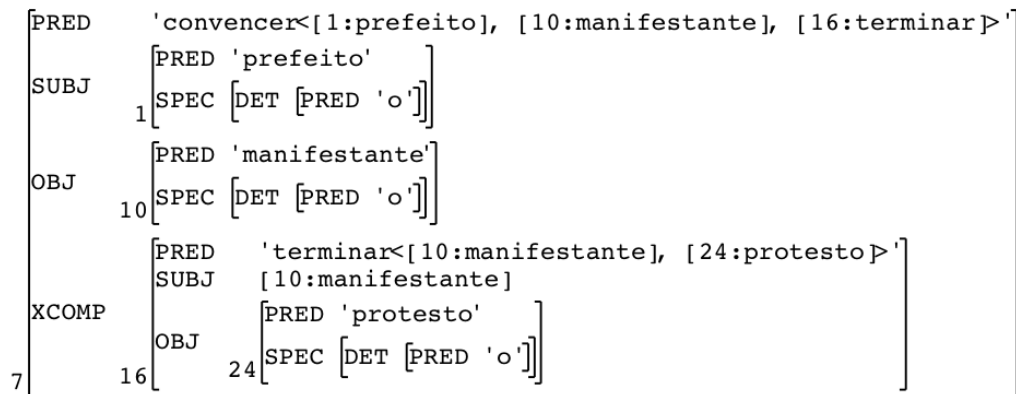 PRED 'convencer<[1:prefeito], [10:manifestante], [16:terminar]>'
PRED 'prefeito'
SUBJ
1 SPEC [DET [PRED 'o']]
PRED 'manifestante'
OBJ
10 SPEC [DET [PRED 'o']]
PRED 'terminar<[10:manifestante], [24:protesto]>'
SUBJ [10:manifestante]
XCOMP
PRED 'protesto'
OBJ
24 SPEC [DET [PRED 'o']]
7 16